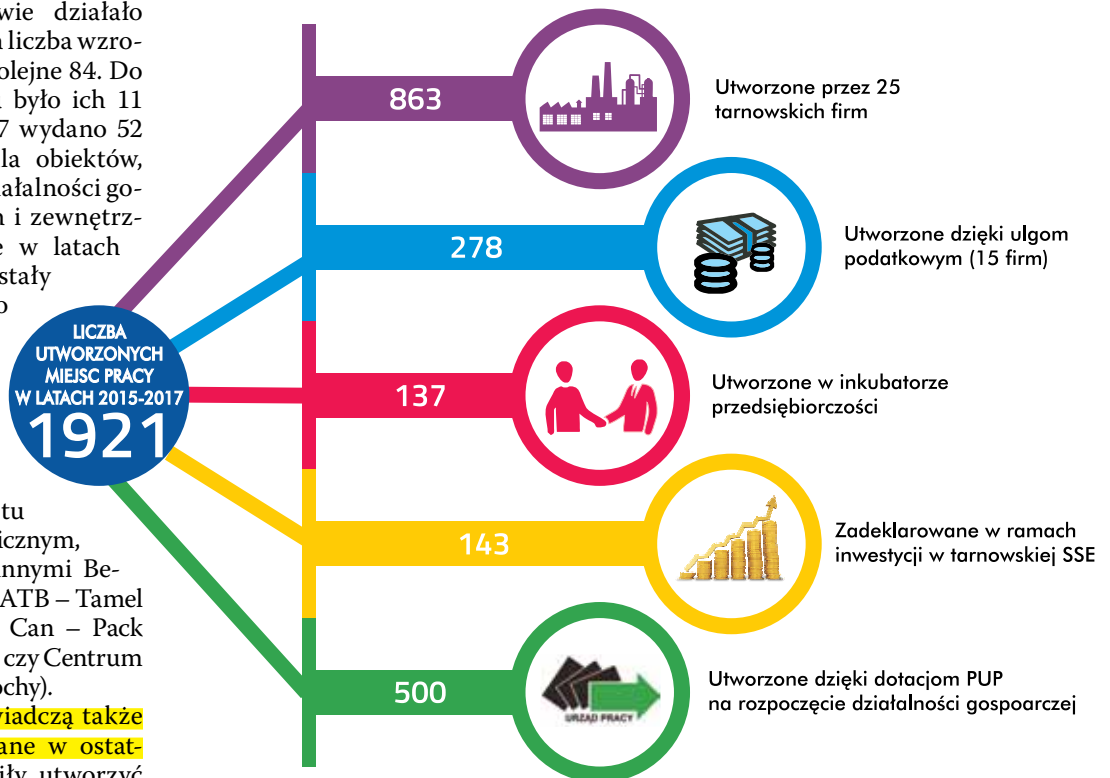 wie działało
liczba wzro-
olejne 84. Do
było ich 11
7 wydano 52
la obiektów,
ałalności go-
i zewnętrz-
e w latach
stały
o
LICZBA
UTWORZONYCH
MIEJSC PRACY
W LATACH 2015-2017
1921
tu
icznym,
innymi Be-
ATB – Tamel
Can – Pack
czy Centrum
ochy).
wiadczą także
ane w ostat-
iły utworzyć
863
Utworzone przez 25
tarnowskich firm
278
Utworzone dzięki ulgom
podatkowym (15 firm)
137
Utworzone w inkubatorze
przedsiębiorczości
143
Zadeklarowane w ramach
inwestycji w tarnowskiej SSE
500
URZĄD PRACY
Utworzone dzięki dotacjom PUP
na rozpoczęcie działalności gospoarczej